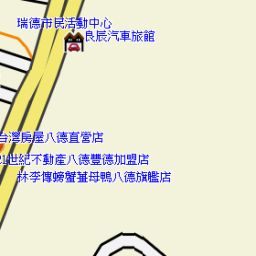 瑞德市民活動中心
良辰汽車旅館
台灣房屋八德直營店
21世紀不動產八德豐德加盟店
林李傳螃蟹薑母鴨八德旗艦店